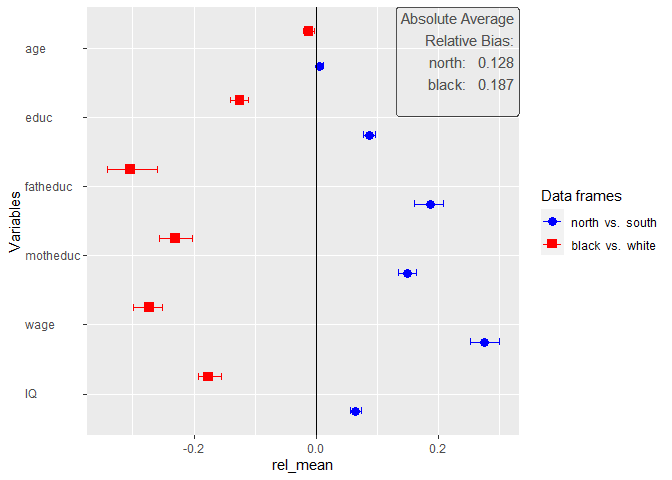 Absolute Average
Relative Bias:
north: 0.128
black: 0.187
age
educ
fatheduc
motheduc
wage
IQ
Variables
-0.2
0.0
0.2
rel_mean
Data frames
north vs. south
black vs. white